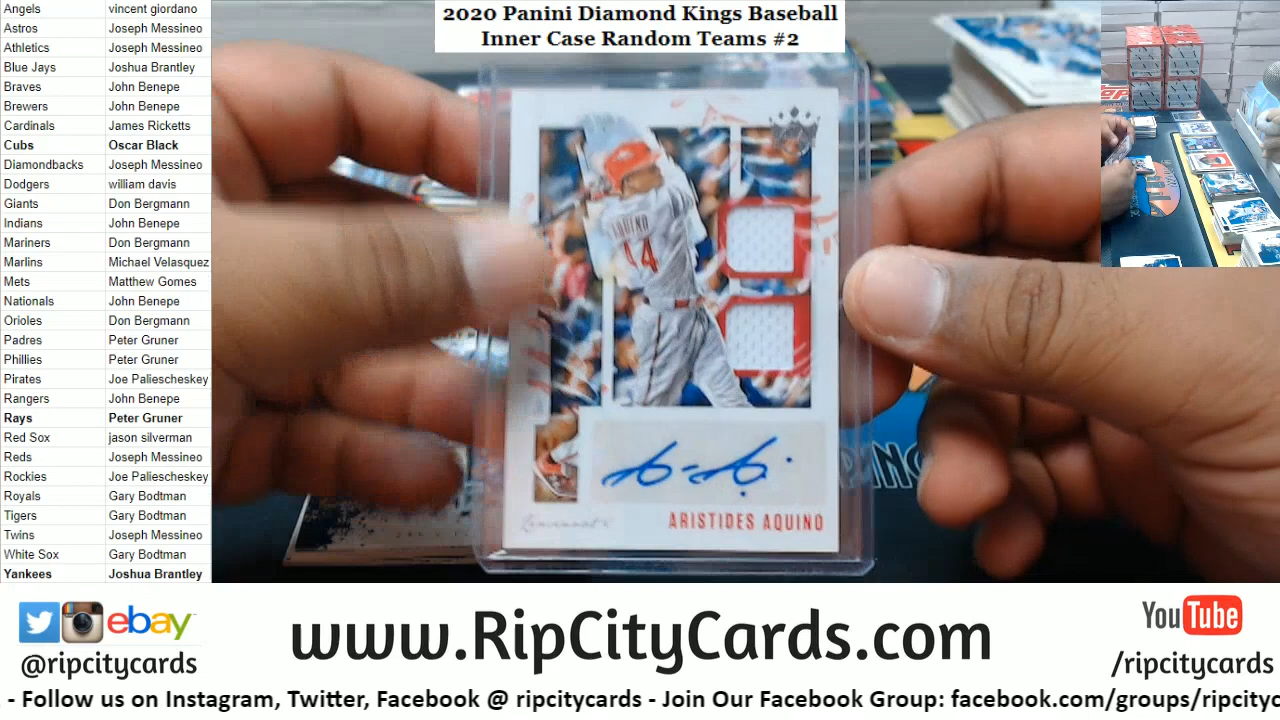 2020 Panini Diamond Kings Baseball
Inner Case Random Teams #2
Angels vincent giordano
Astros Joseph Messineo
Athletics Joseph Messineo
Blue Jays Joshua Brantley
Braves John Benepe
Brewers John Benepe
Cardinals James Ricketts
Cubs Oscar Black
Diamondbacks Joseph Messineo
Dodgers william davis
Giants Don Bergmann
Indians John Benepe
Mariners Don Bergmann
Marlins Michael Velasquez
Mets Matthew Gomes
Nationals John Benepe
Orioles Don Bergmann
Padres Peter Gruner
Phillies Peter Gruner
Pirates Joe Paliescheskey
Rangers John Benepe
Rays Peter Gruner
Red Sox jason silverman
Reds Joseph Messineo
Rockies Joe Paliescheskey
Royals Gary Bodtman
Tigers Gary Bodtman
Twins Joseph Messineo
White Sox Gary Bodtman
Yankees Joshua Brantley
AQUINO
44
Cincinnati
ARISTIDES AQUINO
ebay
@ripcitycards
www.RipCityCards.com
YouTube
/ripcitycards
- Follow us on Instagram, Twitter, Facebook @ ripcitycards - Join Our Facebook Group: facebook.com/groups/ripcityc